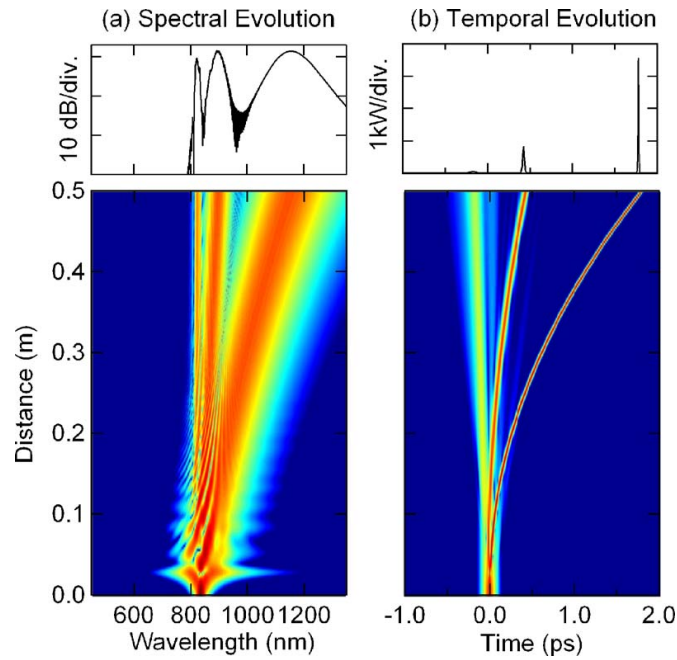 (a) Spectral Evolution
(b) Temporal Evolution
10 dB/div.
1kW/div.
0.5
0.4
0.3
0.2
0.1
0.0
Distance (m)
600 800 1000 1200
Wavelength (nm)
-1.0 0.0 1.0 2.0
Time (ps)